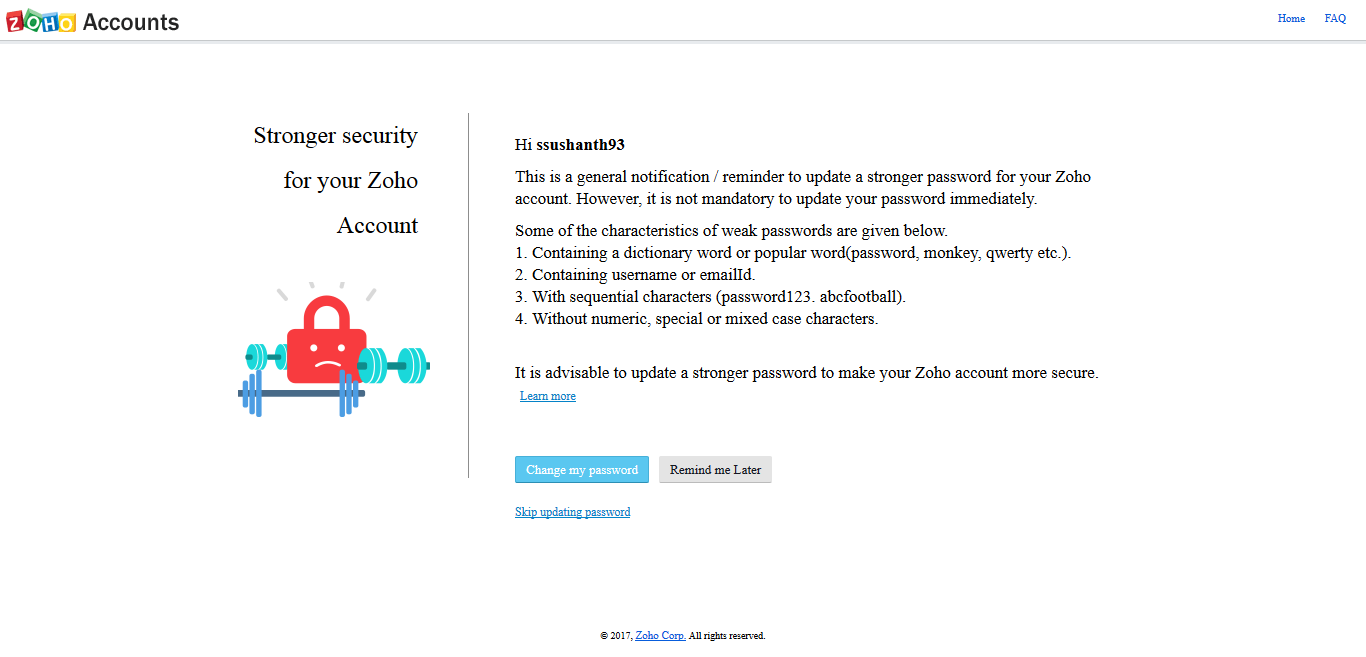 ZOHO Accounts
Home FAQ
Stronger security
for your Zoho
Account
Hi ssushanth93
This is a general notification / reminder to update a stronger password for your Zoho
account. However, it is not mandatory to update your password immediately.
Some of the characteristics of weak passwords are given below.
1. Containing a dictionary word or popular word(password, monkey, qwerty etc.).
2. Containing username or emailId.
3. With sequential characters (password123. abcfootball).
4. Without numeric, special or mixed case characters.
It is advisable to update a stronger password to make your Zoho account more secure.
Learn more
Change my password Remind me Later
Skip updating password
© 2017, Zoho Corp. All rights reserved.